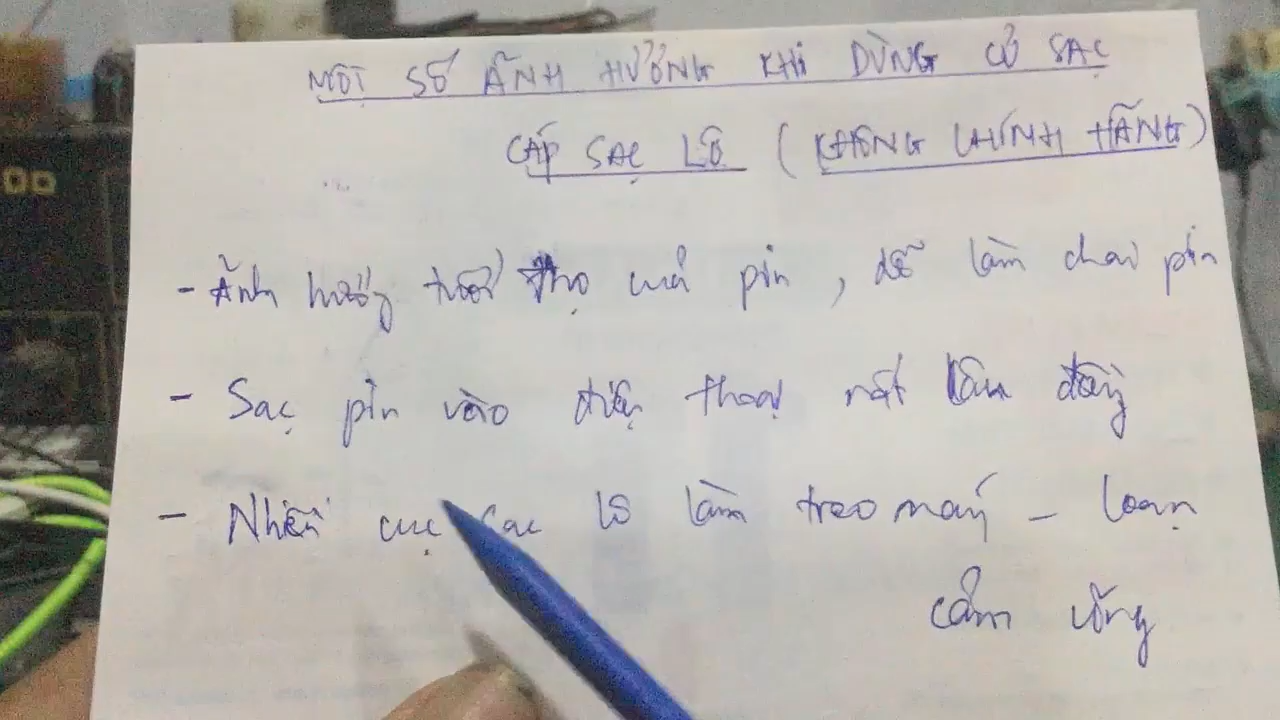 MỘT SỐ ẢNH HƯỞNG KHI DÙNG CỦ SẠC
CÁP SẠC LÔ (KHÔNG CHÍNH HÃNG)
- Ảnh hưởng tuổi thọ của pin, dễ làm chai pin
- Sạc pin vào điện thoại rất lâu đầy
- Nhiều cục sạc lô làm treo máy - loạn
cảm ứng